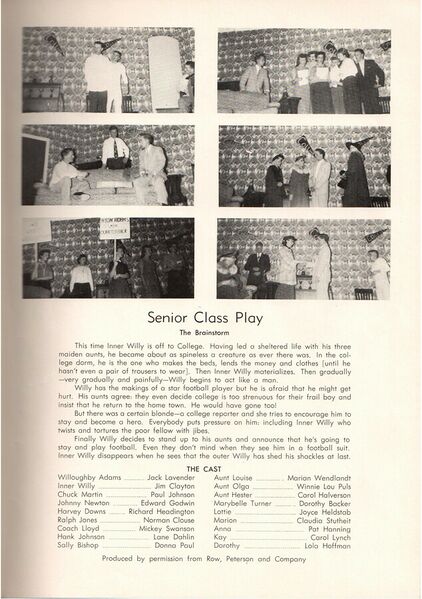 Senior Class Play
The Brainstorm
This time Inner Willy is off to College. Having led a sheltered life with his three
maiden aunts, he became about as spineless a creature as ever there was. In the col-
lege dorm, he is the one who makes the beds, lends the money and clothes [until he
hasn't even a pair of trousers to wear]. Then Inner Willy materializes. Then gradually
—very gradually and painfully—Willy begins to act like a man.
Willy has the makings of a star football player but he is afraid that he might get
hurt. His aunts agree: they even decide college is too strenuous for their frail boy and
insist that he return to the home town. He would have gone too!
But there was a certain blonde—a college reporter and she tries to encourage him to
stay and become a hero. Everybody puts pressure on him: including Inner Willy who
twists and tortures the poor fellow with jibes.
Finally Willy decides to stand up to his aunts and announce that he's going to
stay and play football. Even they don't mind when they see him in a football suit.
Inner Willy disappears when he sees that the outer Willy has shed his shackles at last.
THE CAST
Willoughby Adams Jack Lavender
Inner Willy Jim Clayton
Chuck Martin Paul Johnson
Johnny Newton Edward Godwin
Harvey Downs Richard Headington
Ralph Jones Norman Clouse
Coach Lloyd Mickey Swanson
Hank Johnson Lane Dahlin
Sally Bishop Donna Paul
Aunt Louise Marian Wendlandt
Aunt Olga Winnie Lou Puls
Aunt Hester Carol Halverson
Marybelle Turner Dorothy Backer
Lottie Joyce Heldstab
Marion Claudia Stutheit
Anna Pat Hanning
Kay Carol Lyndt
Dorothy Lola Hoffman
Produced by permission from Row, Peterson and Company